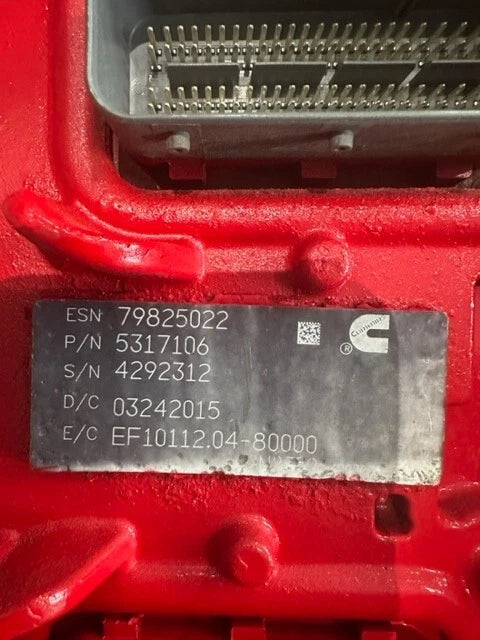 ESN 79825022
P/N 5317106
S/N 4292312
D/C 03242015
E/C EF10112.04-80000
Cummins
®